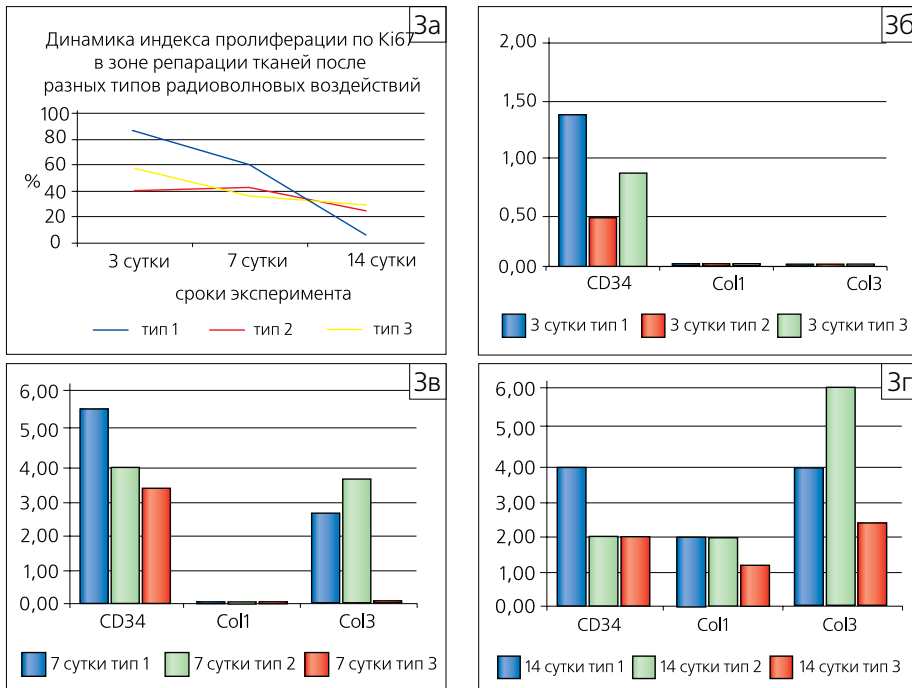 3а
Динамика индекса пролиферации по Ki67
в зоне репарации тканей после
разных типов радиоволновых воздействий
100
80
60
%
40
20
0
3 сутки 7 сутки 14 сутки
сроки эксперимента
тип 1 тип 2 тип 3
3б
2,00
1,50
1,00
0,50
0,00
CD34 Col1 Col3
3 сутки тип 1 3 сутки тип 2 3 сутки тип 3
3в
6,00
5,00
4,00
3,00
2,00
1,00
0,00
CD34 Col1 Col3
7 сутки тип 1 7 сутки тип 2 7 сутки тип 3
3г
6,00
5,00
4,00
3,00
2,00
1,00
0,00
CD34 Col1 Col3
14 сутки тип 1 14 сутки тип 2 14 сутки тип 3